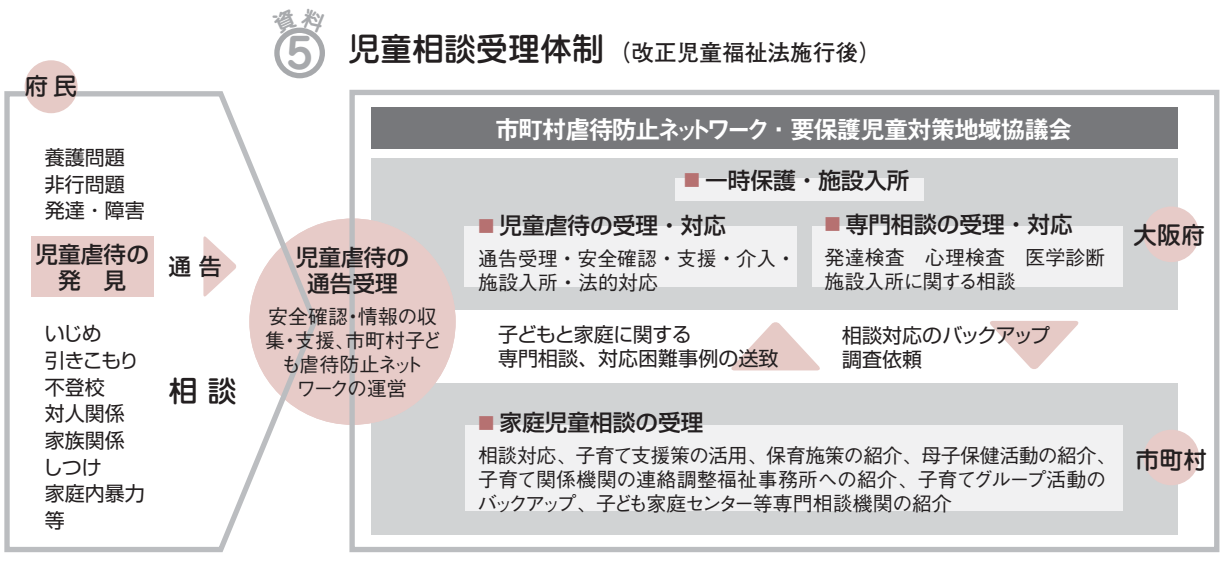 資料
5 児童相談受理体制（改正児童福祉法施行後）
府民
養護問題
非行問題
発達・障害
児童虐待の
発　見
通告
いじめ
引きこもり
不登校
対人関係
家族関係
しつけ
家庭内暴力
等
相談
児童虐待の
通告受理
安全確認・情報の収
集・支援、市町村子ど
も虐待防止ネット
ワークの運営
市町村虐待防止ネットワーク・要保護児童対策地域協議会
■一時保護・施設入所
■児童虐待の受理・対応
通告受理・安全確認・支援・介入・
施設入所・法的対応
■専門相談の受理・対応
発達検査　心理検査　医学診断
施設入所に関する相談
大阪府
子どもと家庭に関する
専門相談、対応困難事例の送致
相談対応のバックアップ
調査依頼
■家庭児童相談の受理
相談対応、子育て支援策の活用、保育施策の紹介、母子保健活動の紹介、
子育て関係機関の連絡調整福祉事務所への紹介、子育てグループ活動の
バックアップ、子ども家庭センター等専門相談機関の紹介
市町村